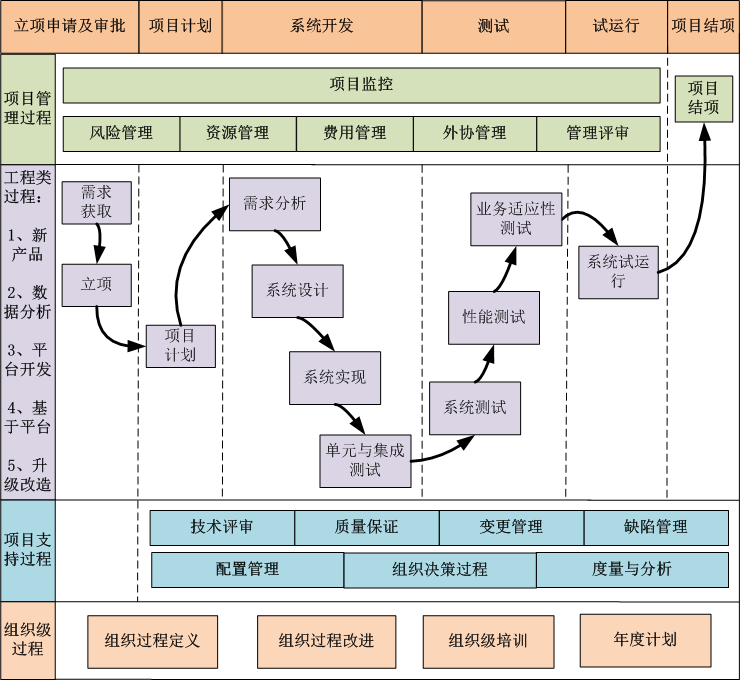 立项申请及审批
项目计划
系统开发
测试
试运行
项目结项
项目管
理过程
项目监控
风险管理
资源管理
费用管理
外协管理
管理评审
项目
结项
工程类
过程：
1、新
产品
2、数
据分析
3、平
台开发
4、基
于平台
5、升
级改造
需求
获取
立项
项目
计划
需求分析
系统设计
系统实现
单元与集成
测试
系统测试
性能测试
业务适应性
测试
系统试运
行
项目支
持过程
技术评审
质量保证
变更管理
缺陷管理
配置管理
组织决策过程
度量与分析
组织级
过程
组织过程定义
组织过程改进
组织级培训
年度计划